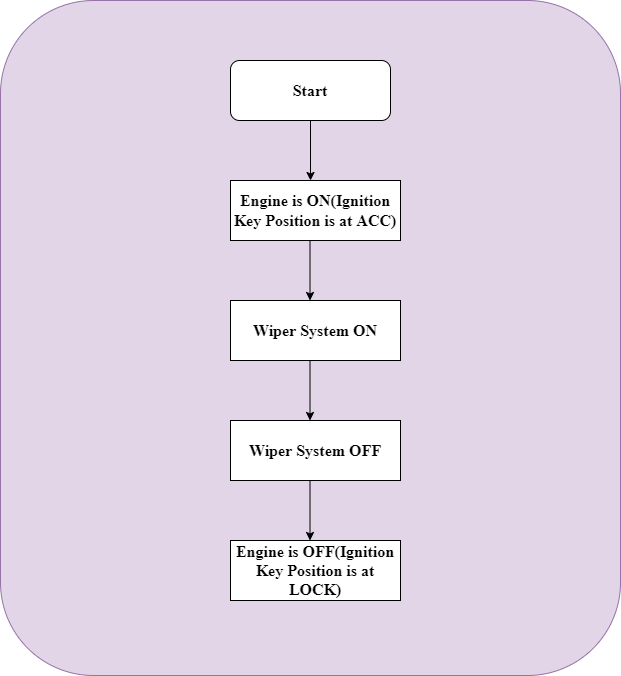 Start
Engine is ON(Ignition
Key Position is at ACC)
Wiper System ON
Wiper System OFF
Engine is OFF(Ignition
Key Position is at
LOCK)